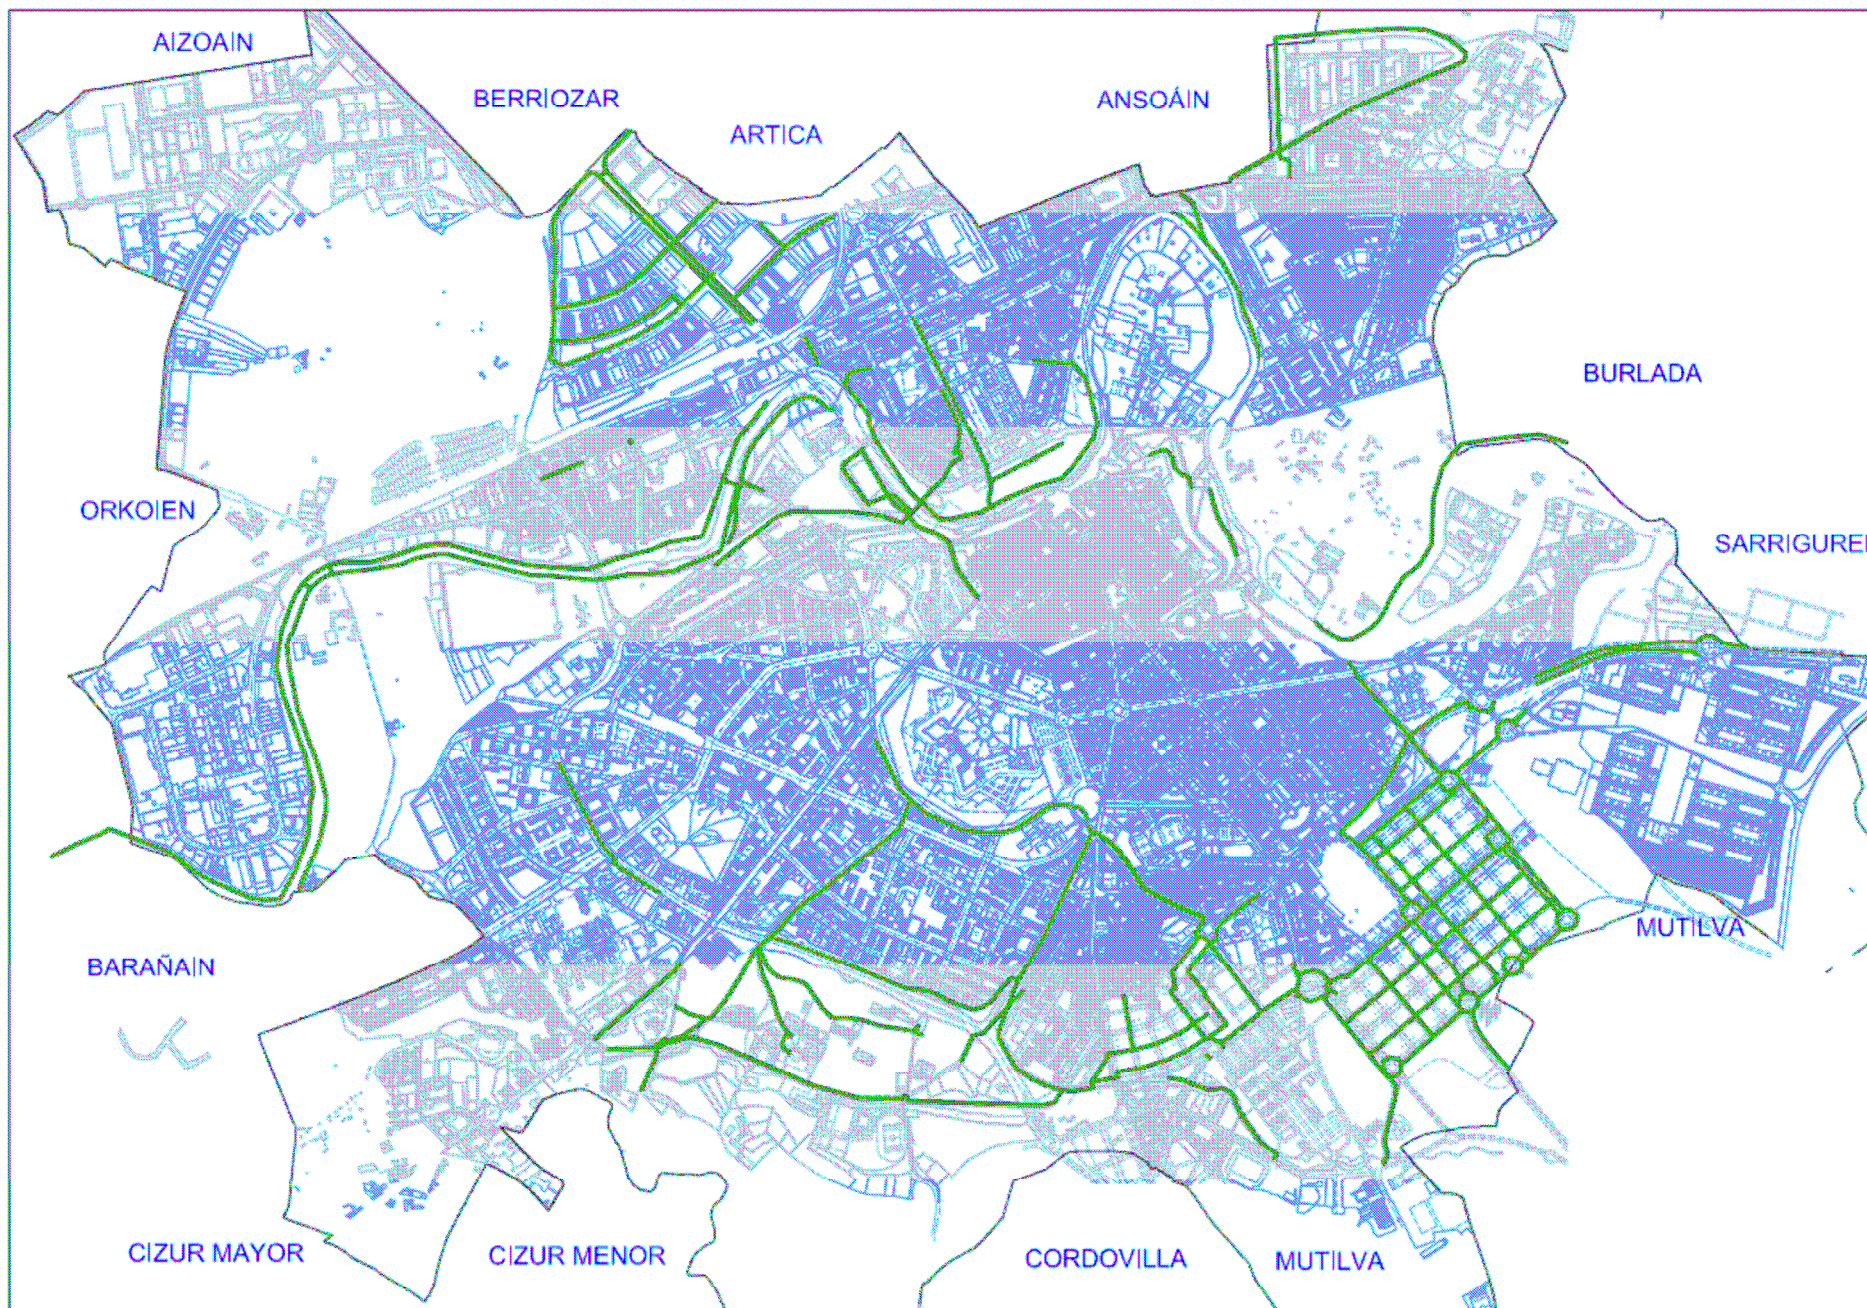 AIZOAIN
BERRIOZAR
ARTICA
ANSOÁIN
BURLADA
ORKOIEN
SARRIGUREI
MUTILVA
BARAÑAIN
CIZUR MAYOR
CIZUR MENOR
CORDOVILLA
MUTILVA